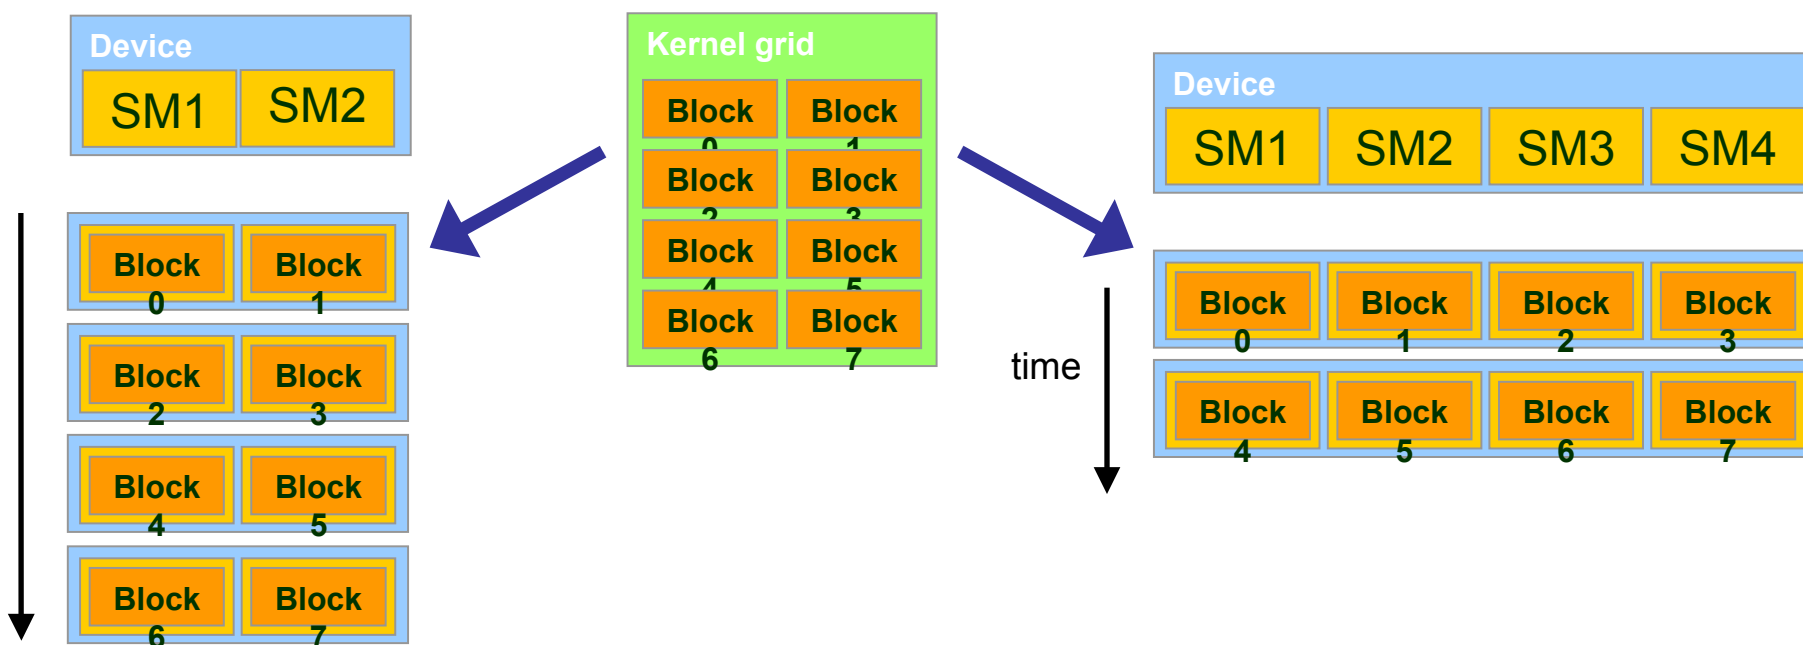 Device
SM1 SM2
Block 0 Block 1
Block 2 Block 3
Block 4 Block 5
Block 6 Block 7
Kernel grid
Block 0 Block 1
Block 2 Block 3
Block 4 Block 5
Block 6 Block 7
Device
SM1 SM2 SM3 SM4
time
Block 0 Block 1 Block 2 Block 3
Block 4 Block 5 Block 6 Block 7